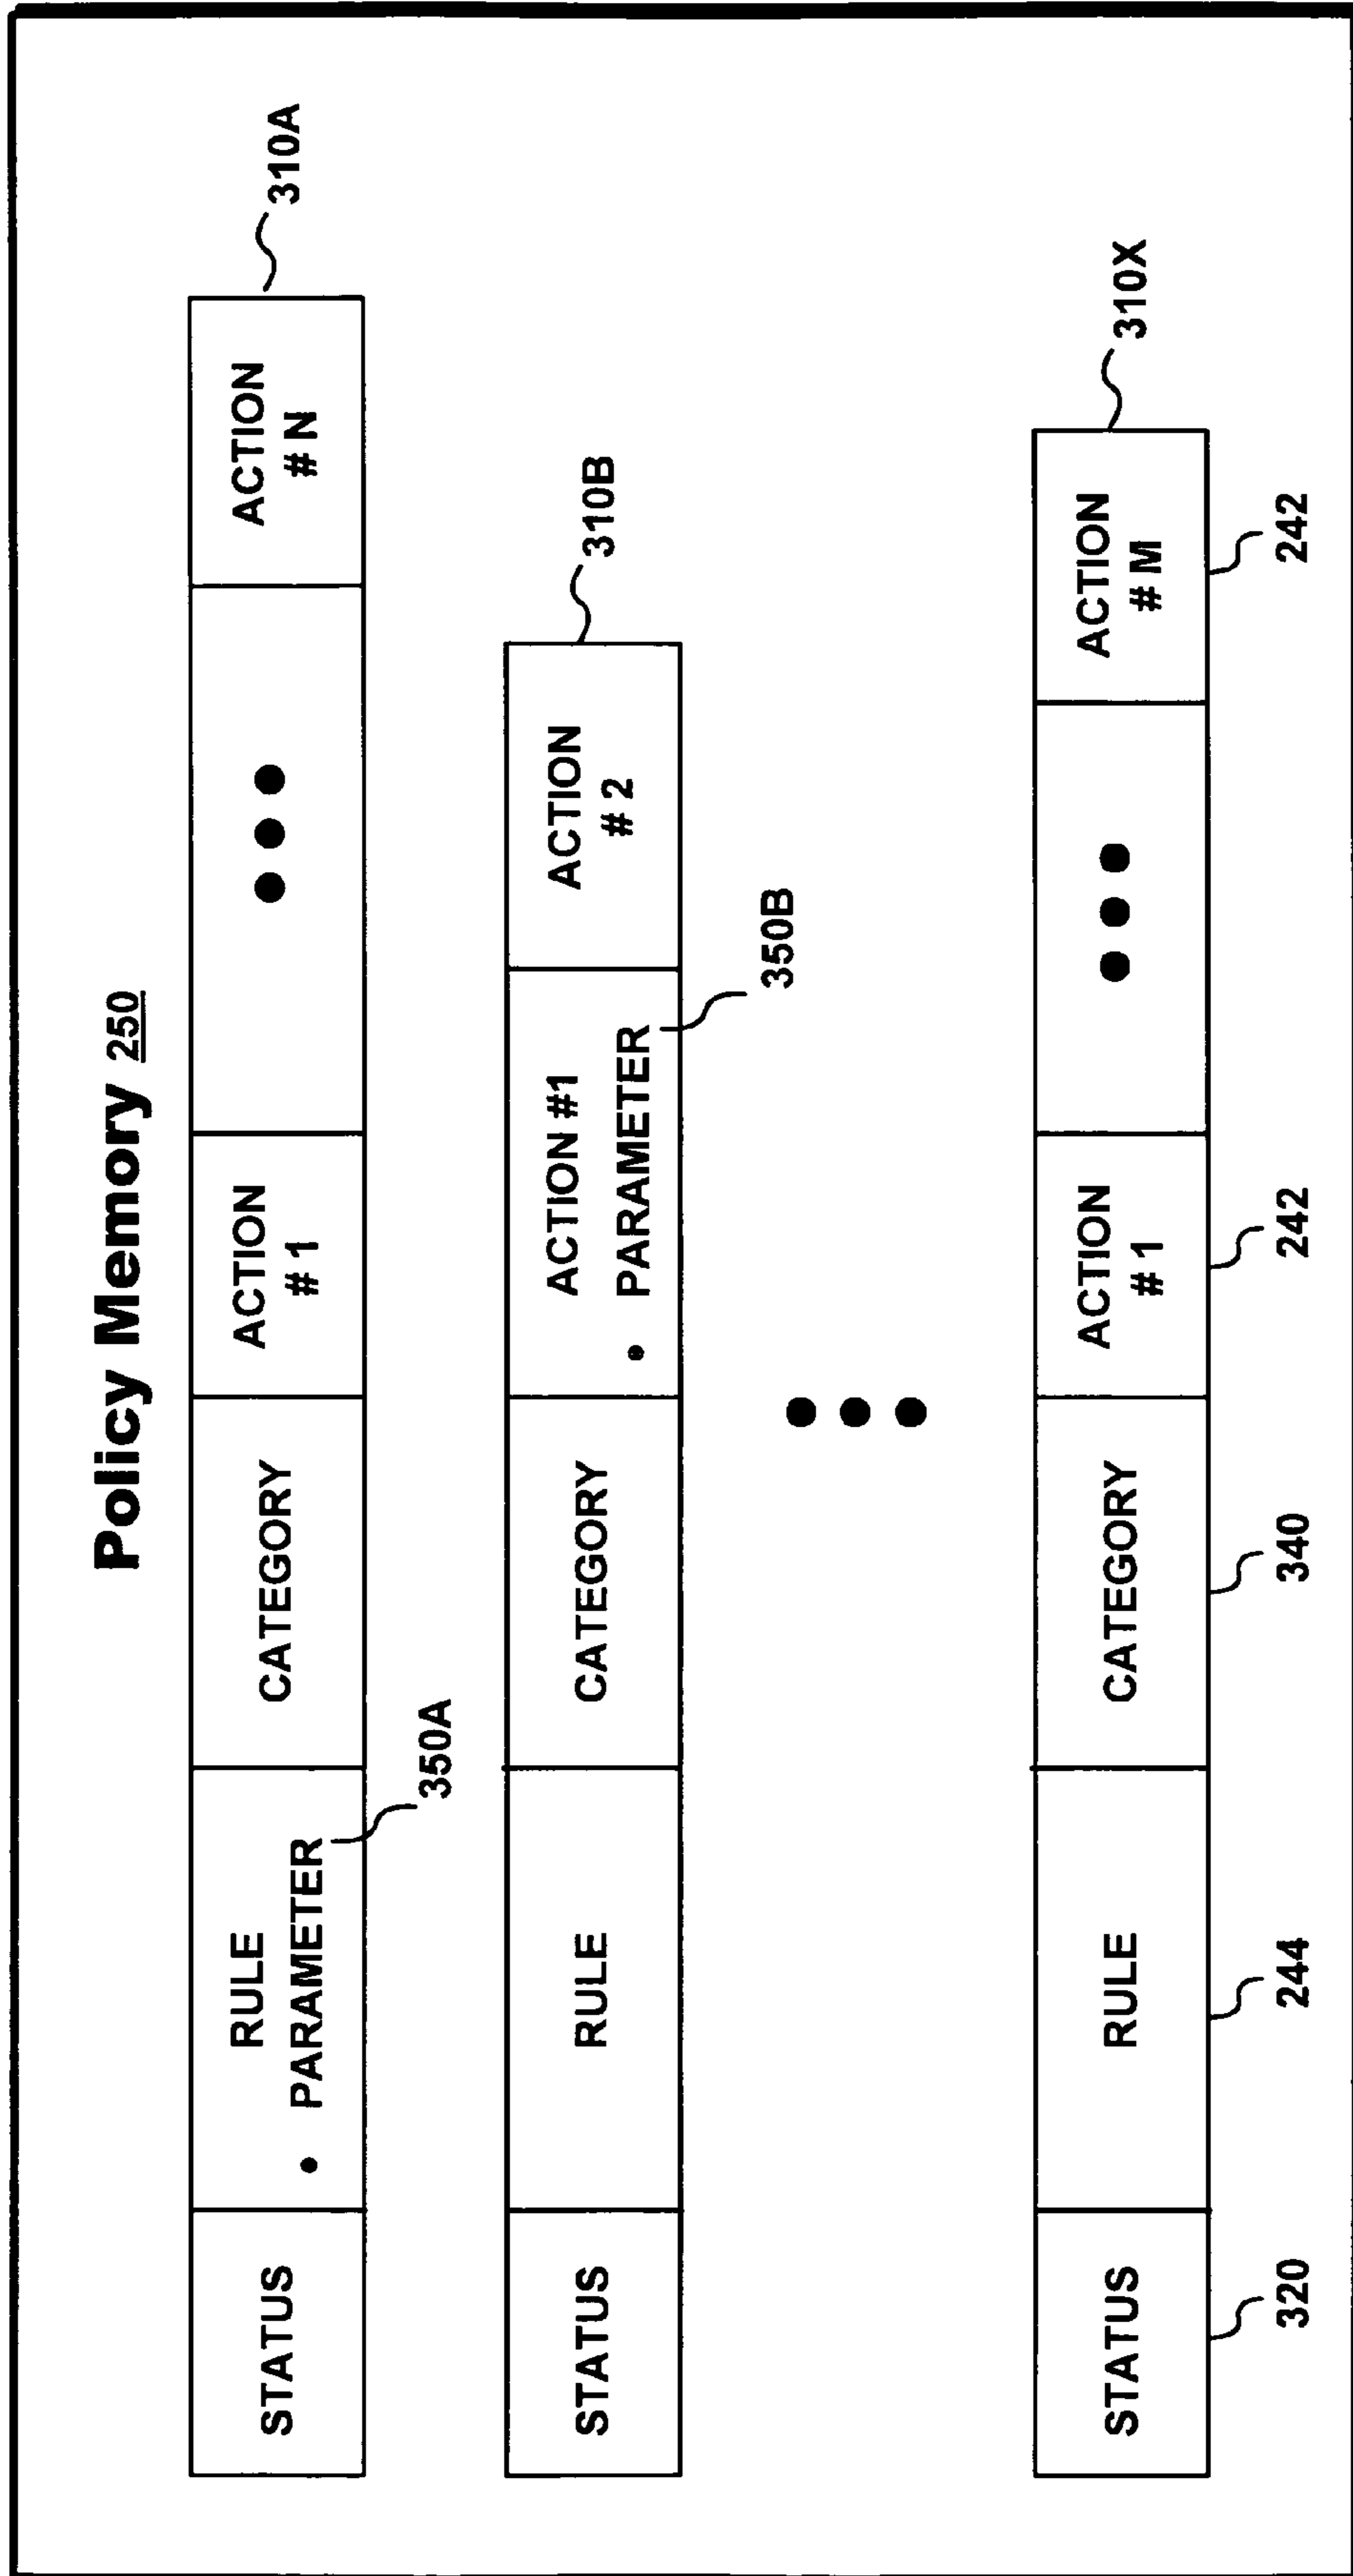 Policy Memory 250
STATUS
RULE
• PARAMETER
CATEGORY
ACTION
# 1
•••
ACTION
# N
310A
350A
STATUS
RULE
CATEGORY
ACTION #1
• PARAMETER
ACTION
# 2
310B
350B
•••
STATUS
RULE
CATEGORY
ACTION
# 1
•••
ACTION
# M
310X
320
244
340
242
242